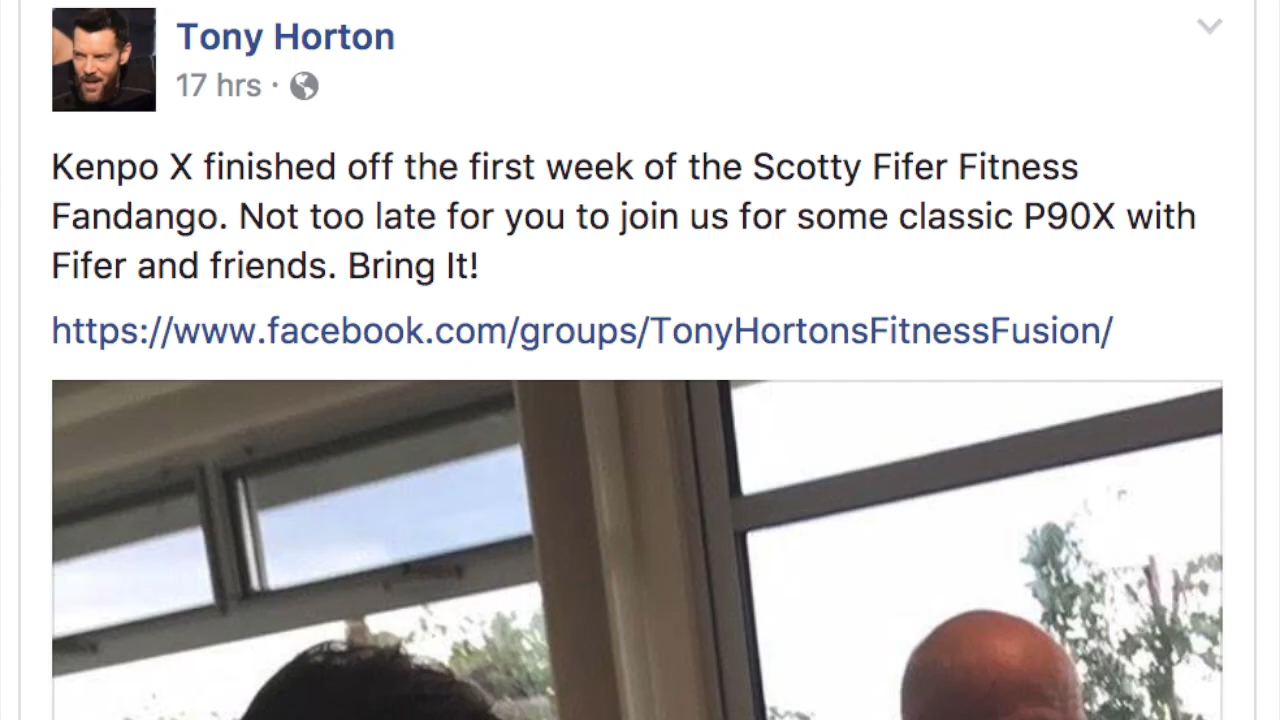 Tony Horton
17 hrs ·
Kenpo X finished off the first week of the Scotty Fifer Fitness
Fandango. Not too late for you to join us for some classic P90X with
Fifer and friends. Bring It!
https://www.facebook.com/groups/TonyHortonsFitnessFusion/